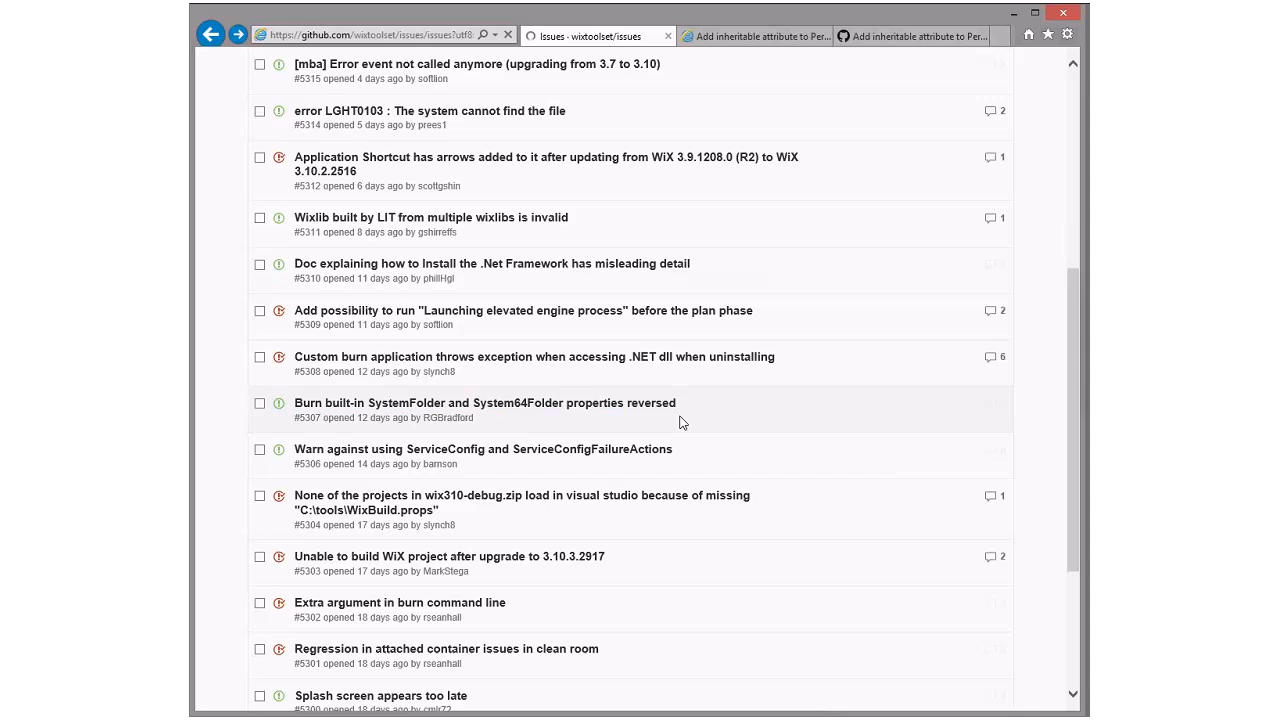 https://github.com/wixtoolset/issues/issues?utf8
Issues - wixtoolset/issues
Add inheritable attribute to Per...
Add inheritable attribute to Per...
[mba] Error event not called anymore (upgrading from 3.7 to 3.10)
#5315 opened 4 days ago by softlion
error LGHT0103 : The system cannot find the file
2
#5314 opened 5 days ago by prees1
Application Shortcut has arrows added to it after updating from WiX 3.9.1208.0 (R2) to WiX
1
3.10.2.2516
#5312 opened 6 days ago by scottgshin
Wixlib built by LIT from multiple wixlibs is invalid
1
#5311 opened 8 days ago by gshirreffs
Doc explaining how to Install the .Net Framework has misleading detail
#5310 opened 11 days ago by phillHgl
Add possibility to run "Launching elevated engine process" before the plan phase
2
#5309 opened 11 days ago by softlion
Custom burn application throws exception when accessing .NET dll when uninstalling
6
#5308 opened 12 days ago by slynch8
Burn built-in SystemFolder and System64Folder properties reversed
#5307 opened 12 days ago by RGBradford
Warn against using ServiceConfig and ServiceConfigFailureActions
#5306 opened 14 days ago by barnson
None of the projects in wix310-debug.zip load in visual studio because of missing
1
"C:\tools\WixBuild.props"
#5304 opened 17 days ago by slynch8
Unable to build WiX project after upgrade to 3.10.3.2917
2
#5303 opened 17 days ago by MarkStega
Extra argument in burn command line
#5302 opened 18 days ago by rseanhall
Regression in attached container issues in clean room
#5301 opened 18 days ago by rseanhall
Splash screen appears too late
#5300 opened 18 days ago by cmlr72